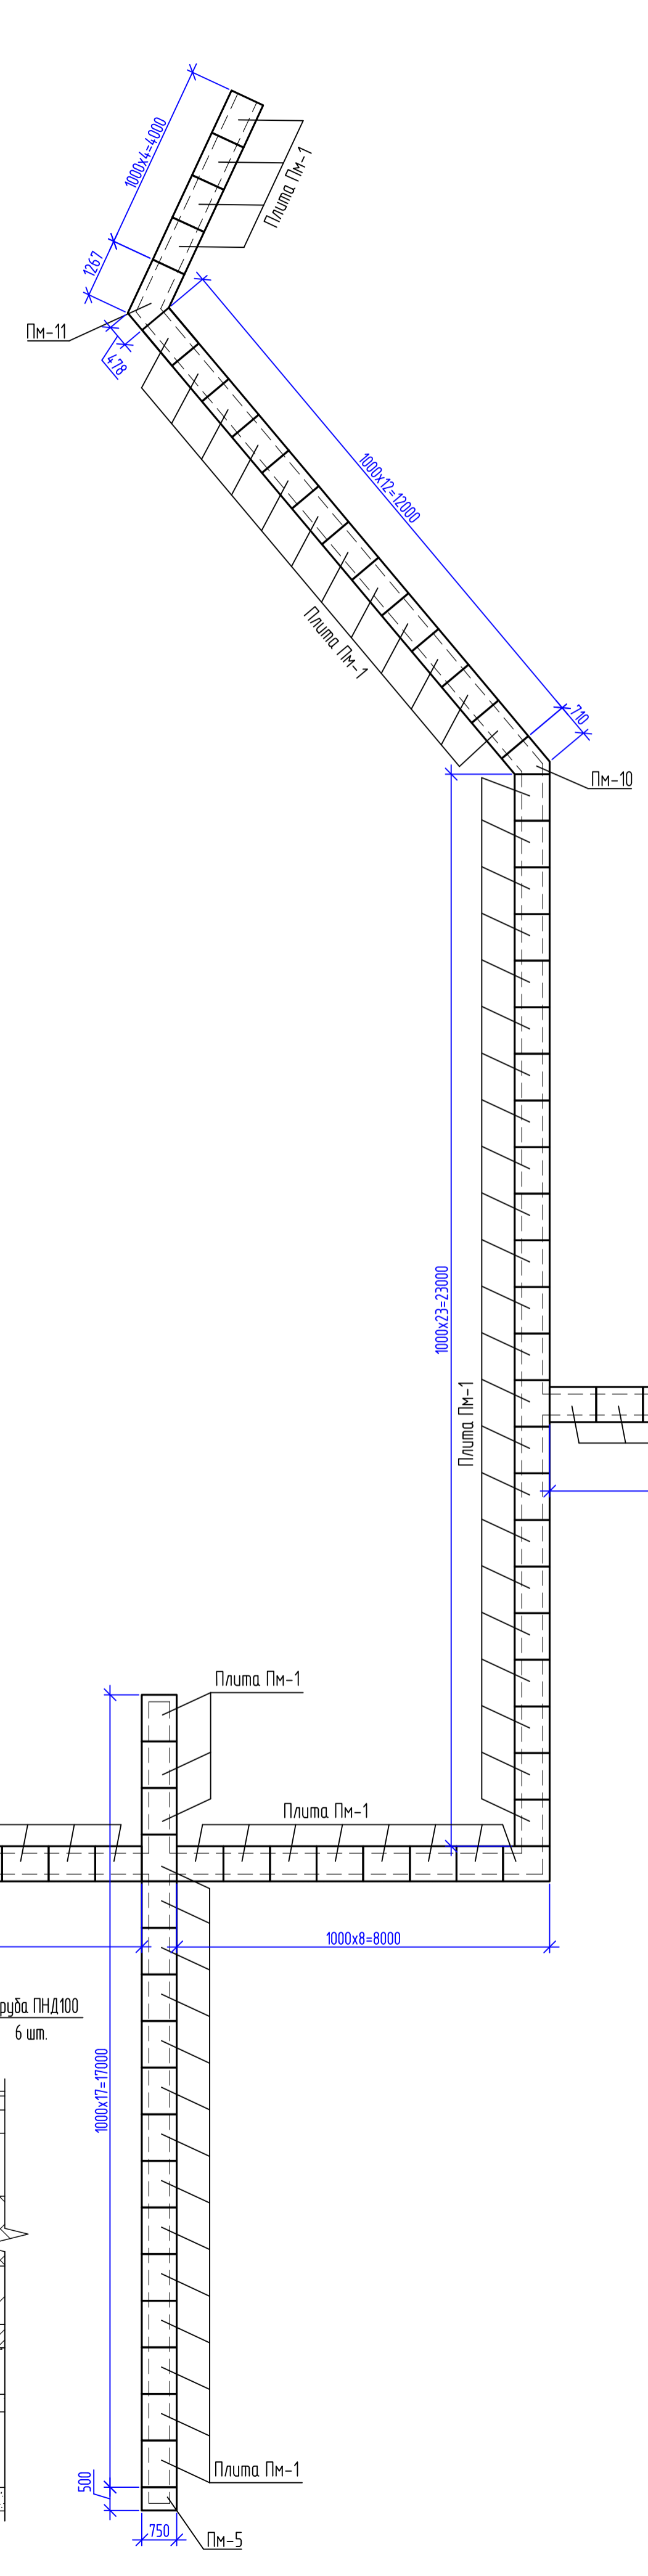 1000х4=4000
Плита Пм-1
1267
Пм-11
478
1000х12=12000
Плита Пм-1
710
Пм-10
1000х23=23000
Плита Пм-1
Плита Пм-1
Плита Пм-1
1000х8=8000
руба ПНД100
6 шт.
1000х17=17000
500
Плита Пм-1
750
Пм-5